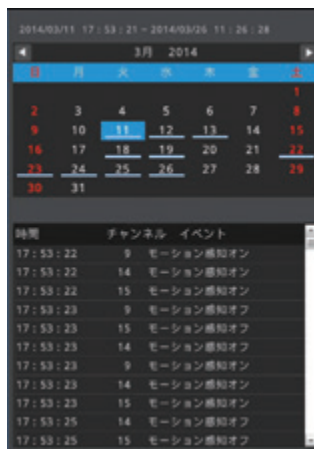 2014/03/11 17:53:21 - 2014/03/26 11:26:28
3月 2014
日 月 火 水 木 金 土
1
2 3 4 5 6 7 8
9 10 11 12 13 14 15
16 17 18 19 20 21 22
23 24 25 26 27 28 29
30 31
時間 チャンネル イベント
17:53:22 9 モーション感知オン
17:53:22 14 モーション感知オン
17:53:22 15 モーション感知オン
17:53:23 9 モーション感知オフ
17:53:23 15 モーション感知オフ
17:53:23 14 モーション感知オフ
17:53:23 9 モーション感知オン
17:53:23 14 モーション感知オン
17:53:23 15 モーション感知オン
17:53:25 14 モーション感知オフ
17:53:25 15 モーション感知オフ